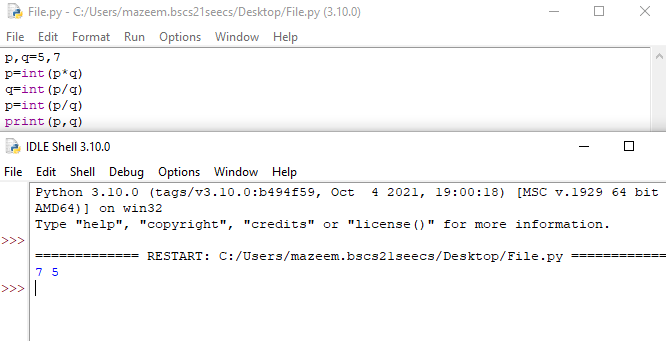 File.py - C:/Users/mazeem.bscs21seecs/Desktop/File.py (3.10.0)
File Edit Format Run Options Window Help
p,q=5,7
p=int(p*q)
q=int(p/q)
p=int(p/q)
print(p,q)
IDLE Shell 3.10.0
File Edit Shell Debug Options Window Help
Python 3.10.0 (tags/v3.10.0:b494f59, Oct  4 2021, 19:00:18) [MSC v.1929 64 bit
AMD64)] on win32
Type "help", "copyright", "credits" or "license()" for more information.
>>>
============= RESTART: C:/Users/mazeem.bscs21seecs/Desktop/File.py ============
7 5
>>>